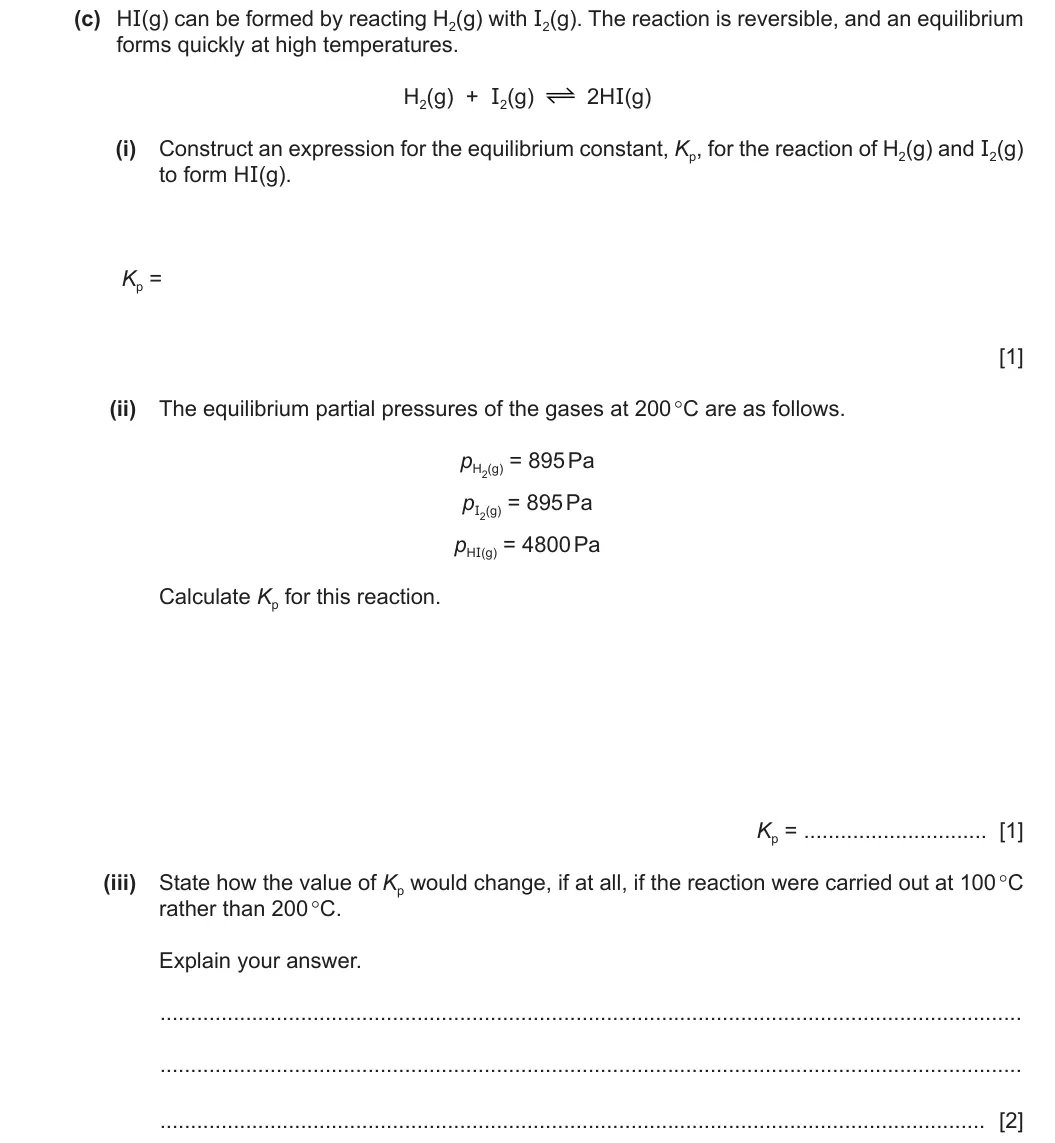 (c) HI(g) can be formed by reacting H₂(g) with I₂(g). The reaction is reversible, and an equilibrium
forms quickly at high temperatures.
H₂(g) + I₂(g) ⇌ 2HI(g)
(i) Construct an expression for the equilibrium constant, Kₚ, for the reaction of H₂(g) and I₂(g)
to form HI(g).
Kₚ =
[1]
(ii) The equilibrium partial pressures of the gases at 200 °C are as follows.
p H₂(g) = 895 Pa
p I₂(g) = 895 Pa
p HI(g) = 4800 Pa
Calculate Kₚ for this reaction.
Kₚ = .............................. [1]
(iii) State how the value of Kₚ would change, if at all, if the reaction were carried out at 100 °C
rather than 200 °C.
Explain your answer.
..............................................................................................................................................
..............................................................................................................................................
........................................................................................................................................ [2]